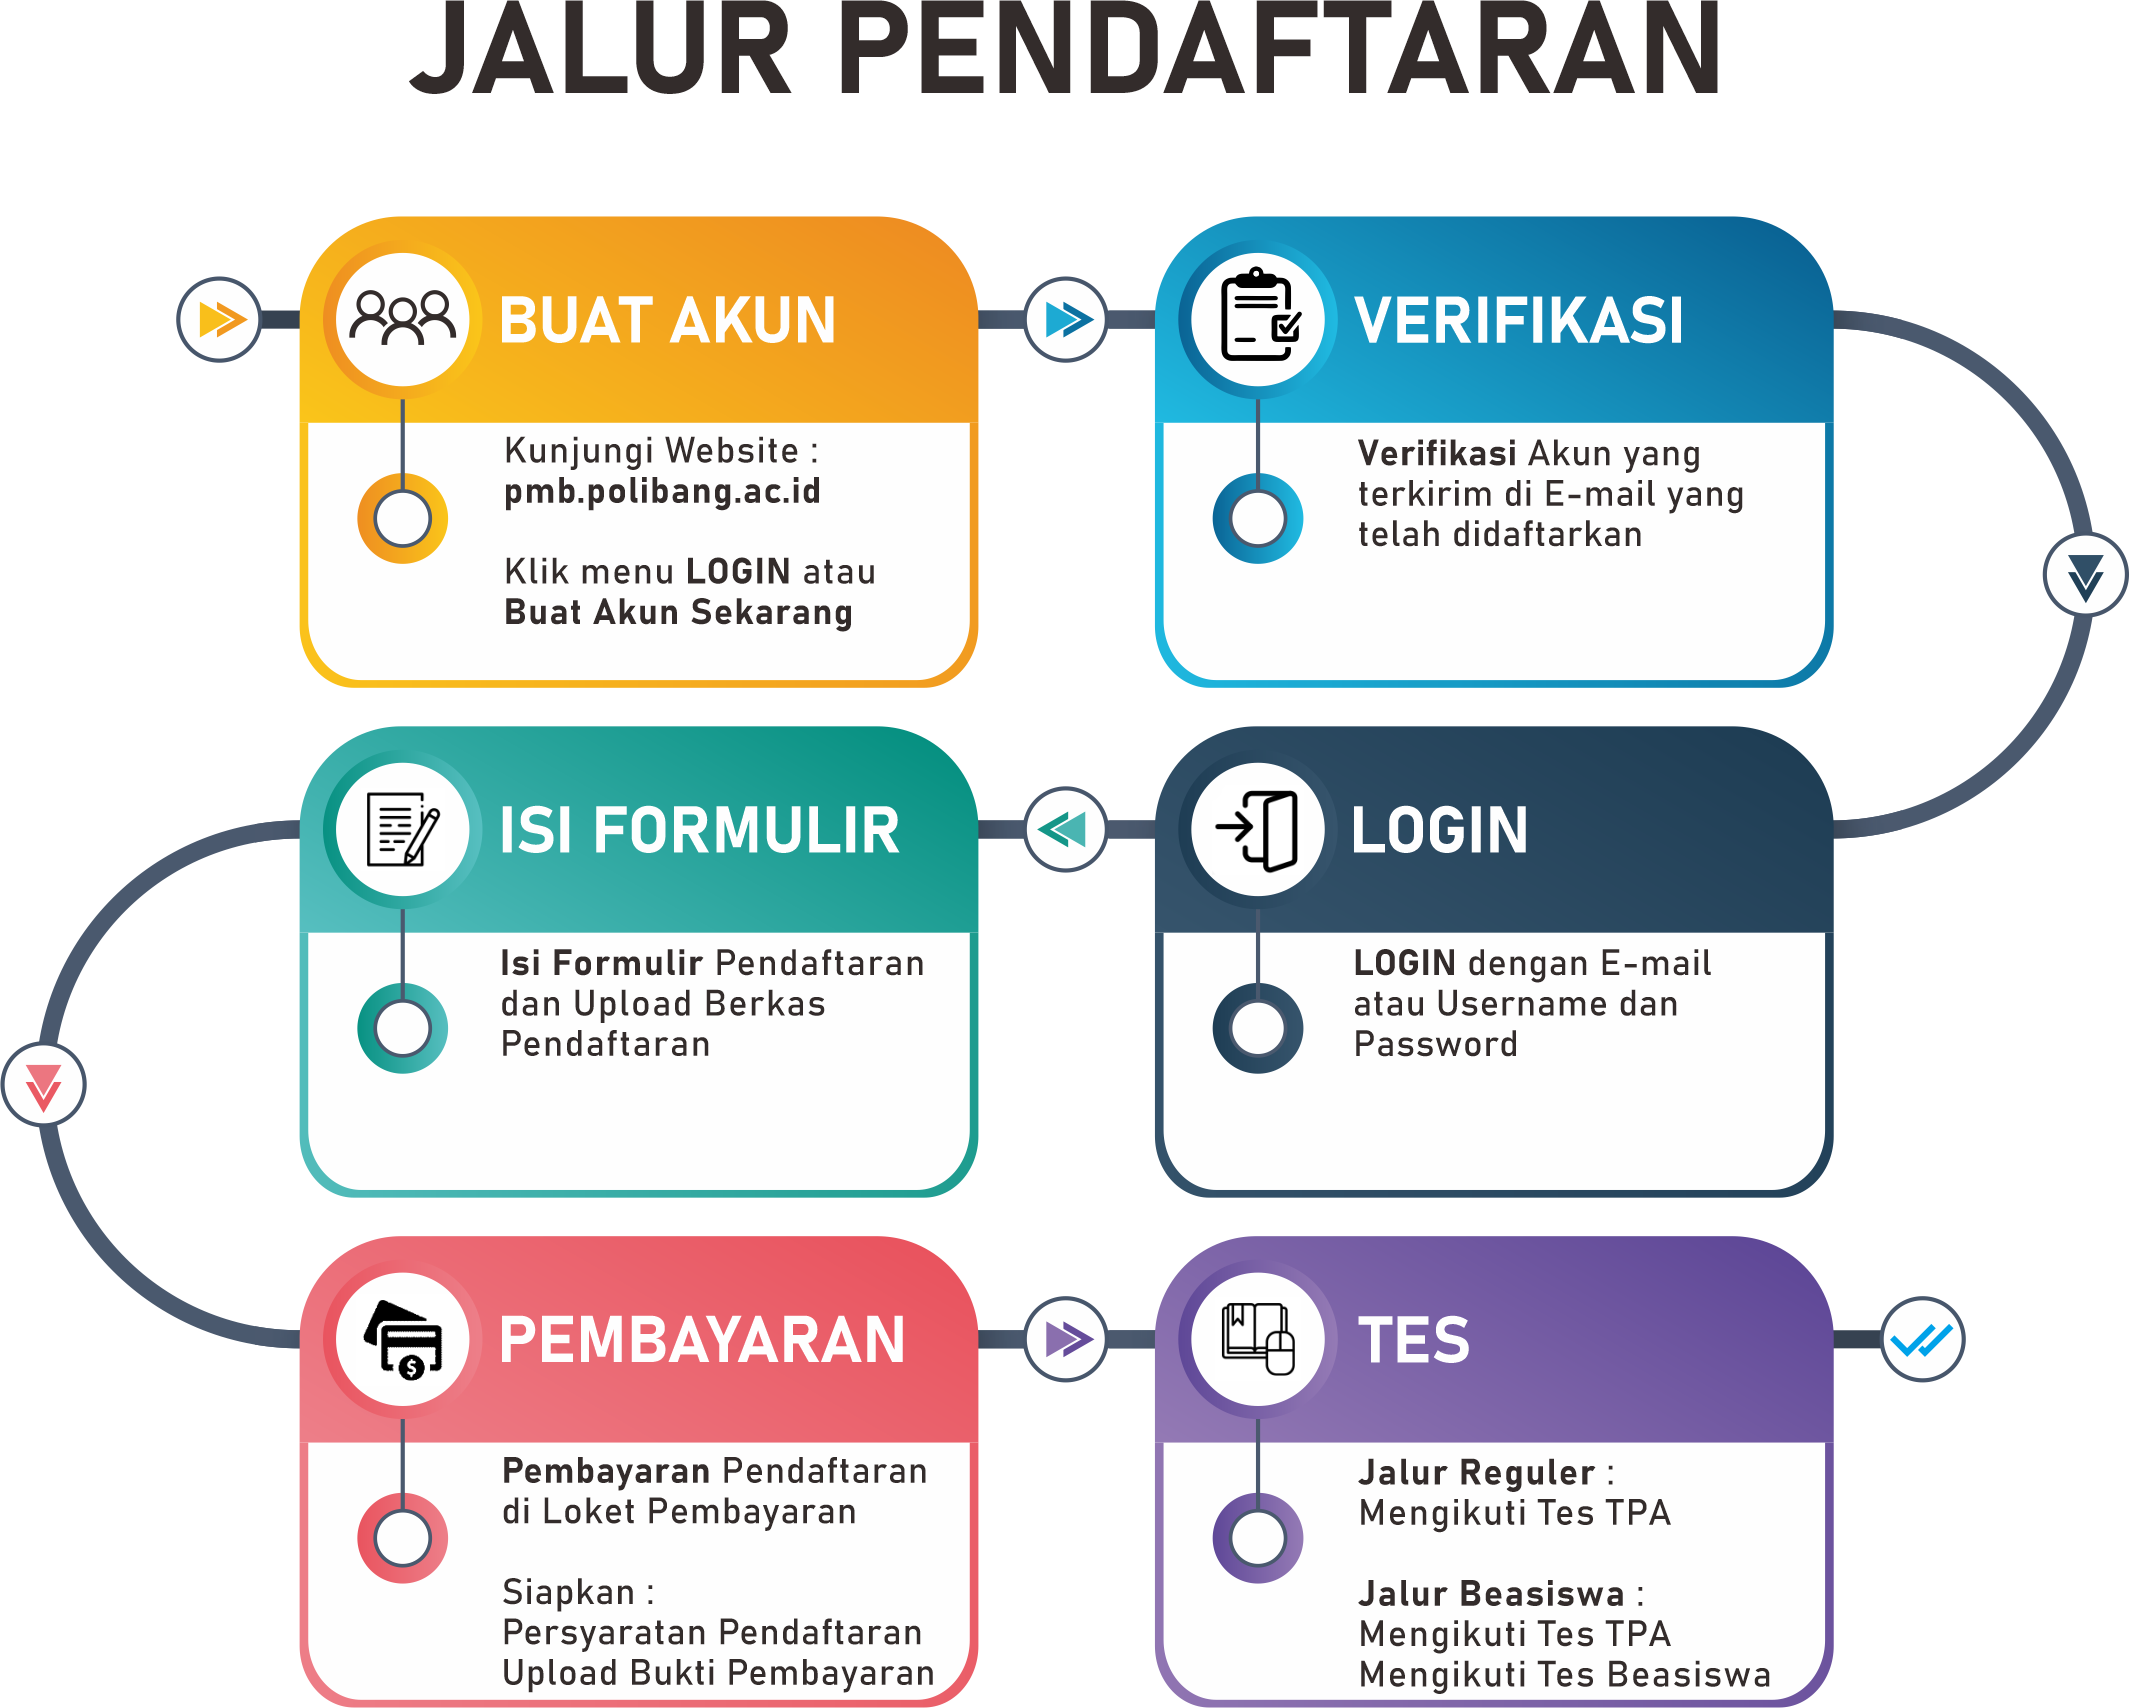 JALUR PENDAFTARAN
BUAT AKUN
Kunjungi Website :
pmb.polibang.ac.id
Klik menu LOGIN atau
Buat Akun Sekarang
VERIFIKASI
Verifikasi Akun yang
terkirim di E-mail yang
telah didaftarkan
LOGIN
LOGIN dengan E-mail
atau Username dan
Password
ISI FORMULIR
Isi Formulir Pendaftaran
dan Upload Berkas
Pendaftaran
PEMBAYARAN
Pembayaran Pendaftaran
di Loket Pembayaran
Siapkan :
Persyaratan Pendaftaran
Upload Bukti Pembayaran
TES
Jalur Reguler :
Mengikuti Tes TPA
Jalur Beasiswa :
Mengikuti Tes TPA
Mengikuti Tes Beasiswa